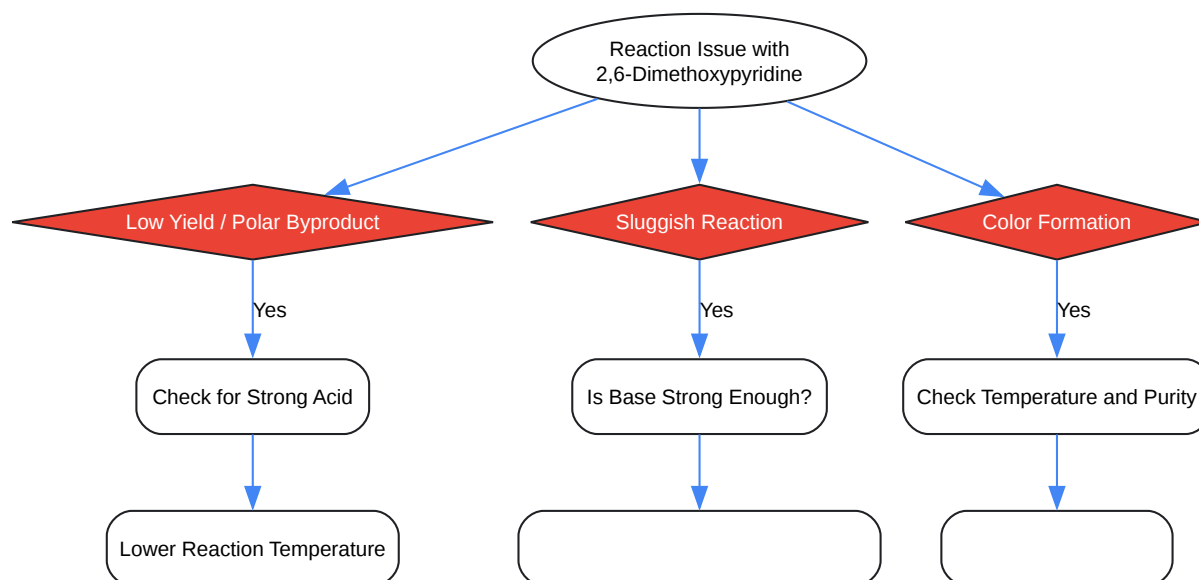 Reaction Issue with
2,6-Dimethoxypyridine
Low Yield / Polar Byproduct
Sluggish Reaction
Color Formation
Yes
Yes
Yes
Check for Strong Acid
Is Base Strong Enough?
Check Temperature and Purity
Lower Reaction Temperature